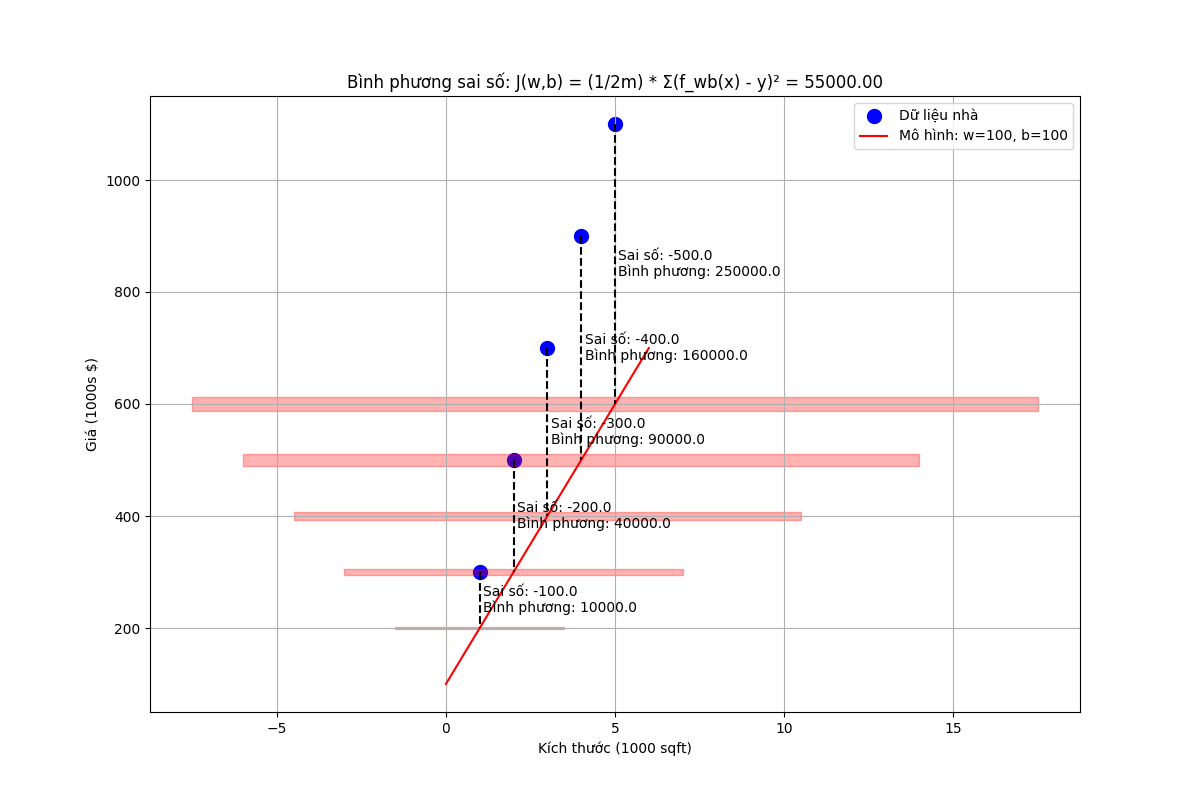 Bình phương sai số: J(w,b) = (1/2m) * Σ(f_wb(x) - y)² = 55000.00
Dữ liệu nhà
Mô hình: w=100, b=100
1000
800
600
400
200
Giá (1000s $)
Sai số: -500.0
Bình phương: 250000.0
Sai số: -400.0
Bình phương: 160000.0
Sai số: -300.0
Bình phương: 90000.0
Sai số: -200.0
Bình phương: 40000.0
Sai số: -100.0
Bình phương: 10000.0
−5
0
5
10
15
Kích thước (1000 sqft)